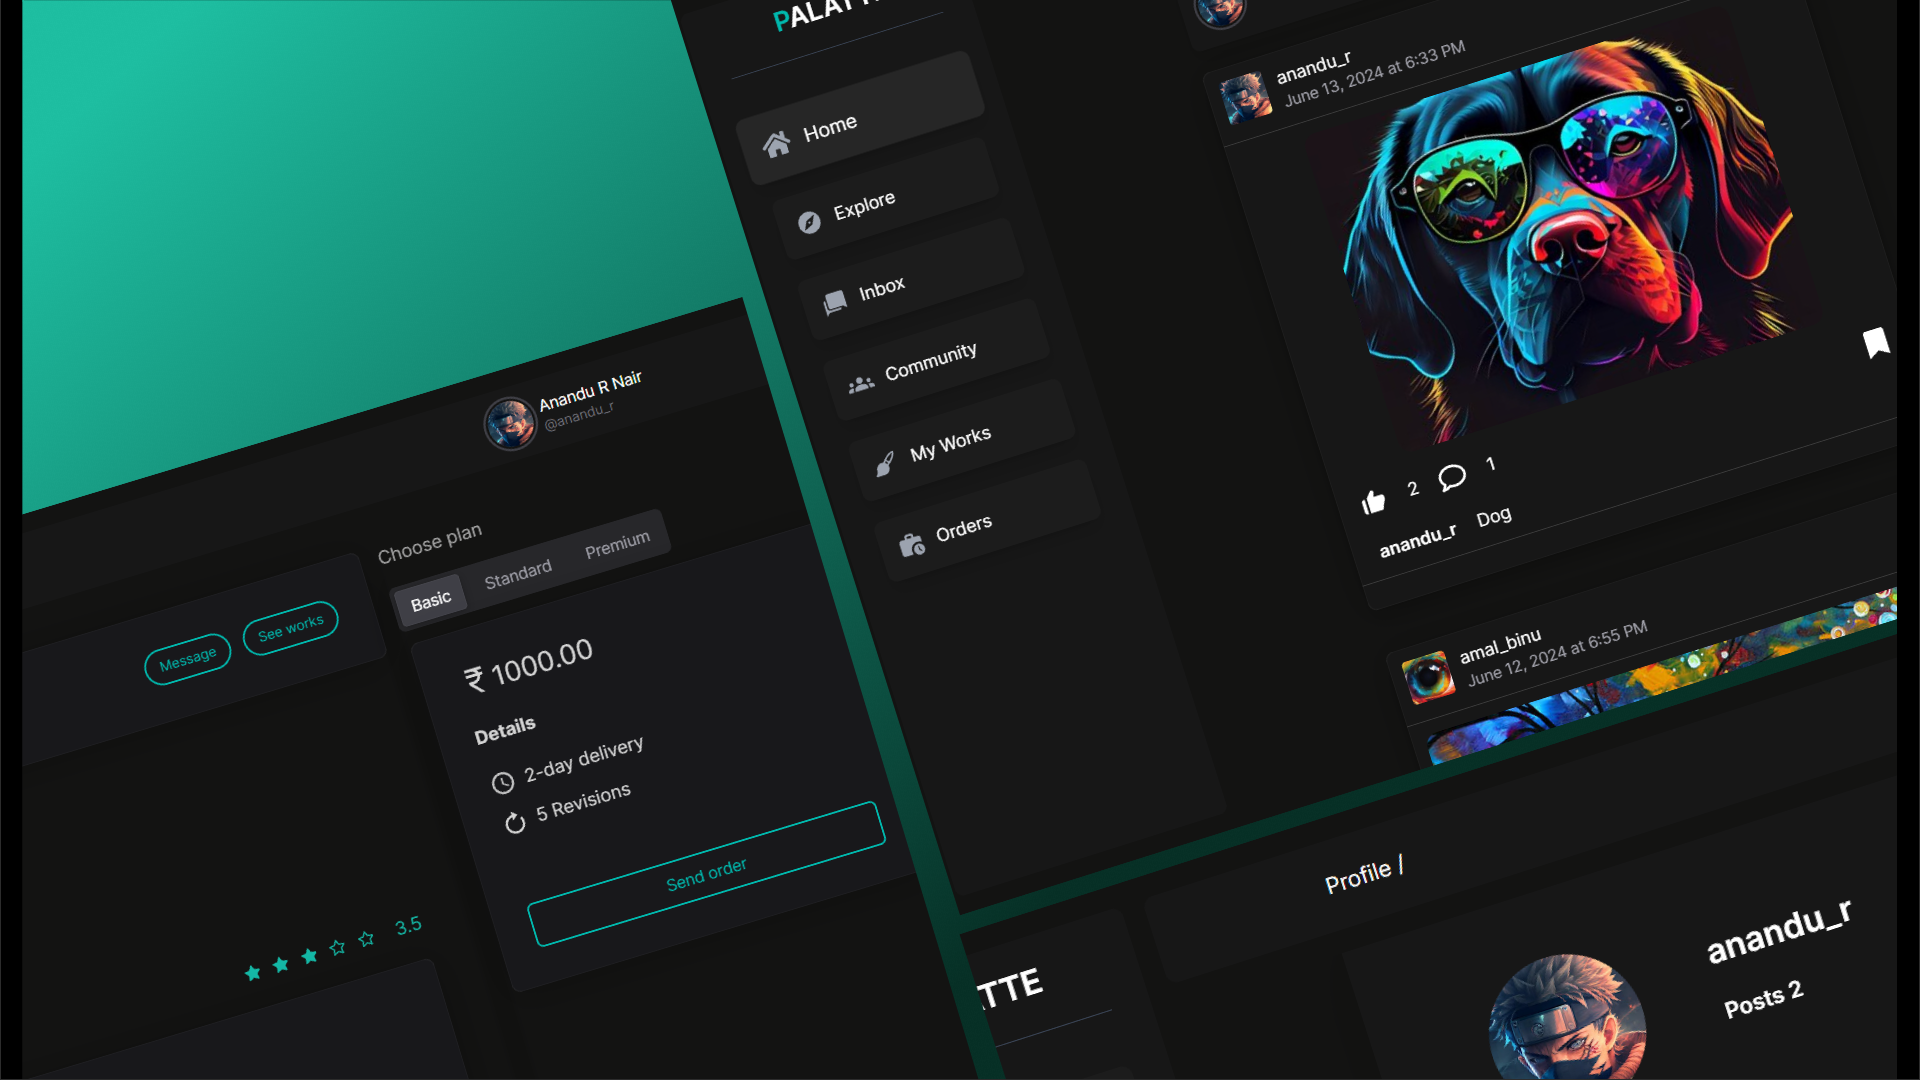 Anandu R Nair
@anandu_r
Choose plan
Basic
Standard
Premium
Message
See works
₹ 1000.00
Details
2-day delivery
5 Revisions
Send order
3.5
Home
Explore
Inbox
Community
My Works
Orders
anandu_r
June 13, 2024 at 6:33 PM
2
1
anandu_r Dog
amal_binu
June 12, 2024 at 6:55 PM
TTE
Profile /
anandu_r
Posts 2